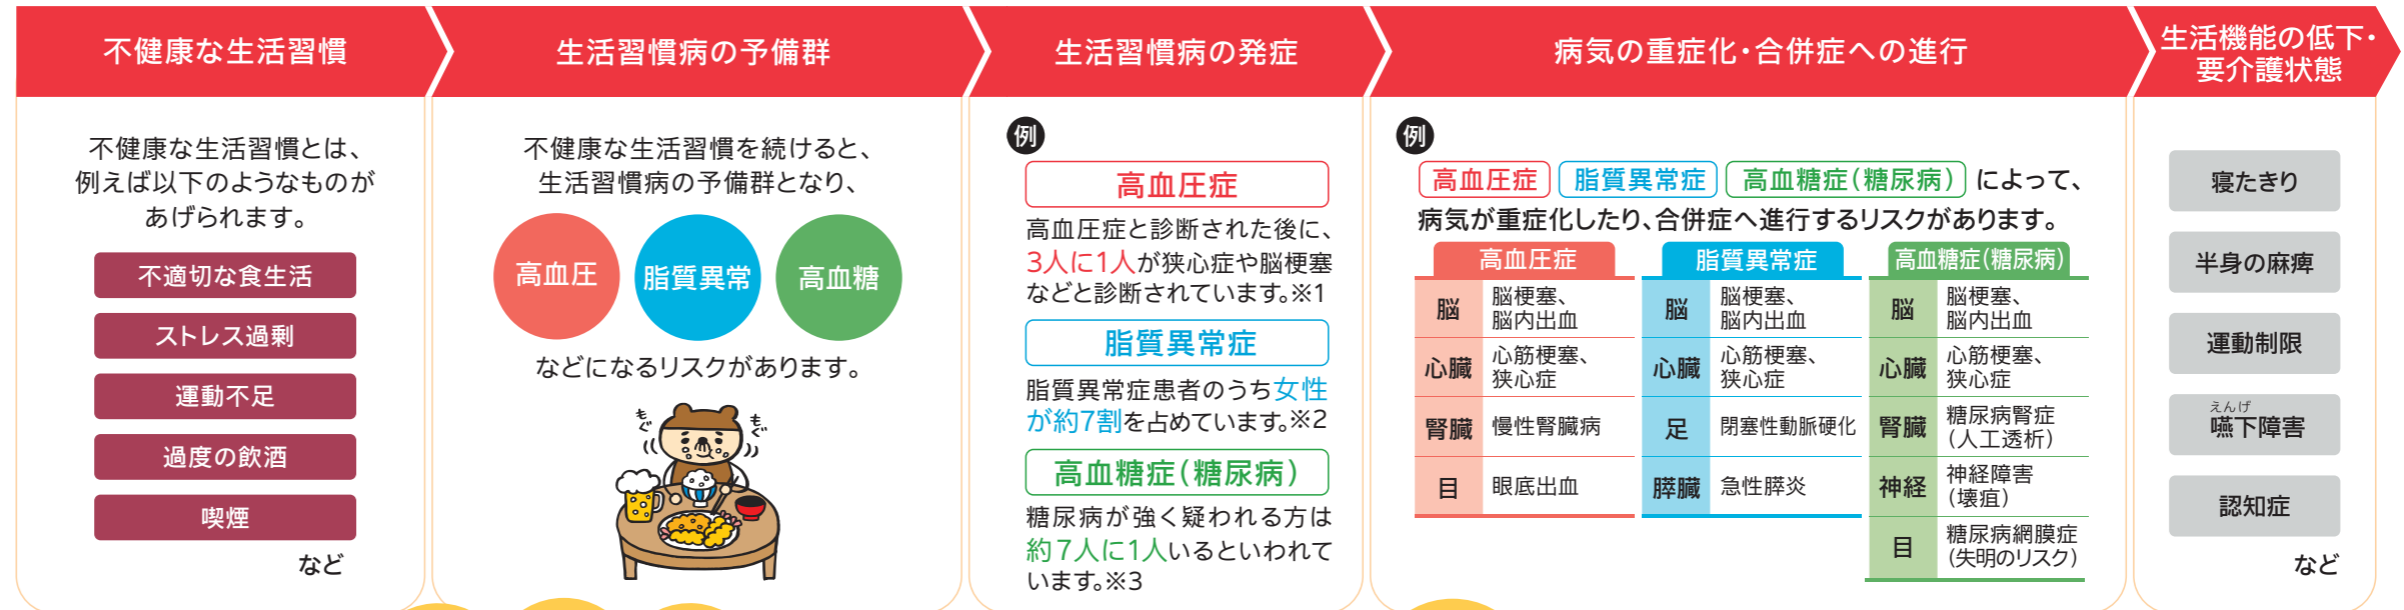 不健康な生活習慣
不健康な生活習慣とは、
例えば以下のようなものが
あげられます。
不適切な食生活
ストレス過剰
運動不足
過度の飲酒
喫煙
など
生活習慣病の予備群
不健康な生活習慣を続けると、
生活習慣病の予備群となり、
高血圧
脂質異常
高血糖
などになるリスクがあります。
もぐ
もぐ
生活習慣病の発症
例
高血圧症
高血圧症と診断された後に、
3人に1人が狭心症や脳梗塞
などと診断されています。※1
脂質異常症
脂質異常症患者のうち女性
が約7割を占めています。※2
高血糖症(糖尿病)
糖尿病が強く疑われる方は
約7人に1人いるといわれて
います。※3
病気の重症化・合併症への進行
例
高血圧症 脂質異常症 高血糖症(糖尿病) によって、
病気が重症化したり、合併症へ進行するリスクがあります。
高血圧症
脳
脳梗塞、
脳内出血
心臓
心筋梗塞、
狭心症
腎臓
慢性腎臓病
目
眼底出血
脂質異常症
脳
脳梗塞、
脳内出血
心臓
心筋梗塞、
狭心症
足
閉塞性動脈硬化
膵臓
急性膵炎
高血糖症(糖尿病)
脳
脳梗塞、
脳内出血
心臓
心筋梗塞、
狭心症
腎臓
糖尿病腎症
(人工透析)
神経
神経障害
(壊疽)
目
糖尿病網膜症
(失明のリスク)
生活機能の低下・
要介護状態
寝たきり
半身の麻痺
運動制限
えんげ
嚥下障害
認知症
など